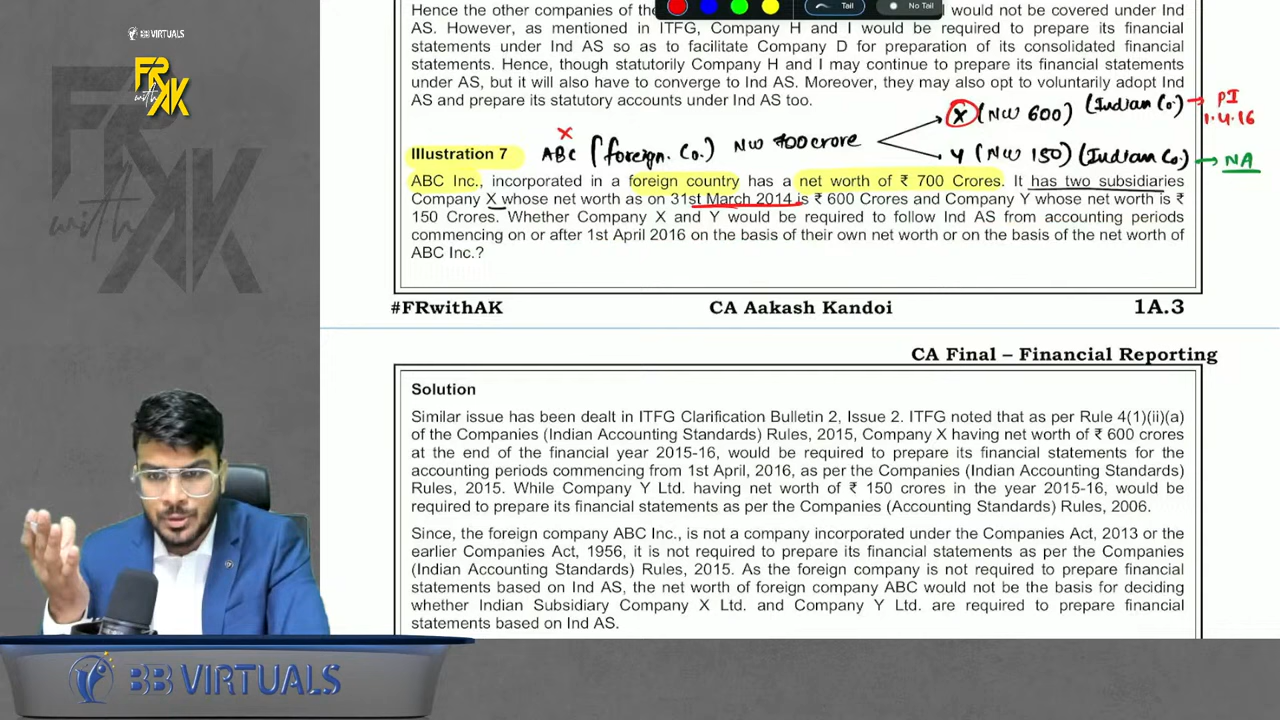 BB VIRTUALS
FR
with
AK
FR
with
AK
Tail
No Tail
Hence the other companies of the would not be covered under Ind
AS. However, as mentioned in ITFG, Company H and I would be required to prepare its financial
statements under Ind AS so as to facilitate Company D for preparation of its consolidated financial
statements. Hence, though statutorily Company H and I may continue to prepare its financial statements
under AS, but it will also have to converge to Ind AS. Moreover, they may also opt to voluntarily adopt Ind
AS and prepare its statutory accounts under Ind AS too.
X (NW 600) (Indian Co.) → PI
1.4.16
Illustration 7 ABC (foreign. Co.) NW 700 crore
Y (NW 150) (Indian Co.) → NA
ABC Inc., incorporated in a foreign country has a net worth of ₹ 700 Crores. It has two subsidiaries
Company X whose net worth as on 31st March 2014 is ₹ 600 Crores and Company Y whose net worth is ₹
150 Crores. Whether Company X and Y would be required to follow Ind AS from accounting periods
commencing on or after 1st April 2016 on the basis of their own net worth or on the basis of the net worth of
ABC Inc.?
#FRwithAK CA Aakash Kandoi 1A.3
CA Final – Financial Reporting
Solution
Similar issue has been dealt in ITFG Clarification Bulletin 2, Issue 2. ITFG noted that as per Rule 4(1)(ii)(a)
of the Companies (Indian Accounting Standards) Rules, 2015, Company X having net worth of ₹ 600 crores
at the end of the financial year 2015-16, would be required to prepare its financial statements for the
accounting periods commencing from 1st April, 2016, as per the Companies (Indian Accounting Standards)
Rules, 2015. While Company Y Ltd. having net worth of ₹ 150 crores in the year 2015-16, would be
required to prepare its financial statements as per the Companies (Accounting Standards) Rules, 2006.
Since, the foreign company ABC Inc., is not a company incorporated under the Companies Act, 2013 or the
earlier Companies Act, 1956, it is not required to prepare its financial statements as per the Companies
(Indian Accounting Standards) Rules, 2015. As the foreign company is not required to prepare financial
statements based on Ind AS, the net worth of foreign company ABC would not be the basis for deciding
whether Indian Subsidiary Company X Ltd. and Company Y Ltd. are required to prepare financial
statements based on Ind AS.
BB VIRTUALS